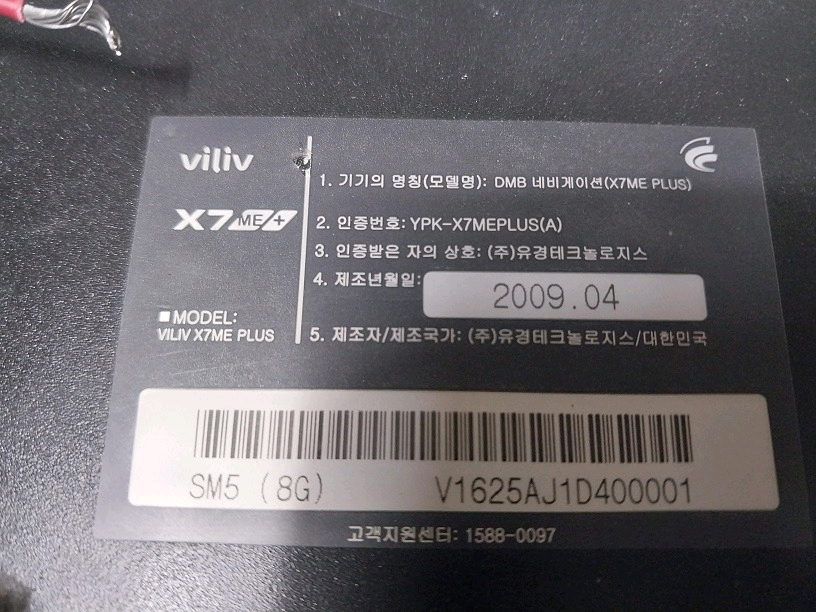 viliv
X7 ME+
■MODEL:
VILIV X7ME PLUS
1. 기기의 명칭(모델명): DMB 네비게이션(X7ME PLUS)
2. 인증번호: YPK-X7MEPLUS(A)
3. 인증받은 자의 상호: (주)유경테크놀로지스
4. 제조년월일: 2009.04
5. 제조자/제조국가: (주)유경테크놀로지스/대한민국
SM5 (8G) V1625AJ1D400001
고객지원센터: 1588-0097